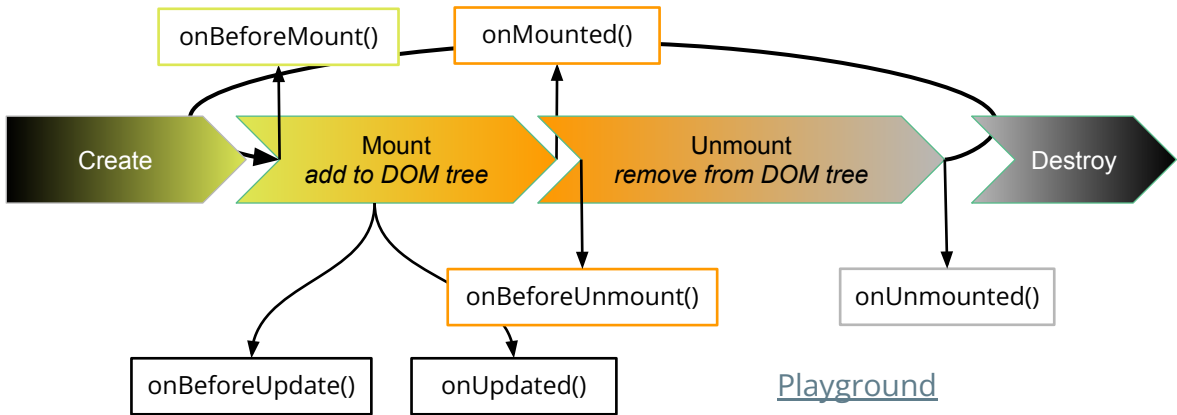 onBeforeMount()
onMounted()
Create
Mount
add to DOM tree
Unmount
remove from DOM tree
Destroy
onBeforeUnmount()
onUnmounted()
onBeforeUpdate()
onUpdated()
Playground